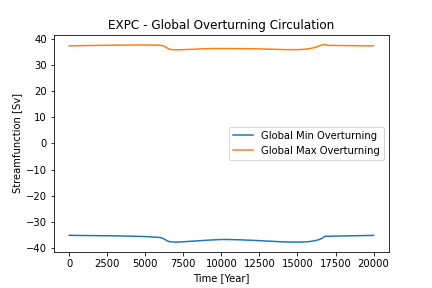 EXPC - Global Overturning Circulation
Streamfunction [Sv]
40
30
20
10
0
−10
−20
−30
−40
Global Min Overturning
Global Max Overturning
0 2500 5000 7500 10000 12500 15000 17500 20000
Time [Year]